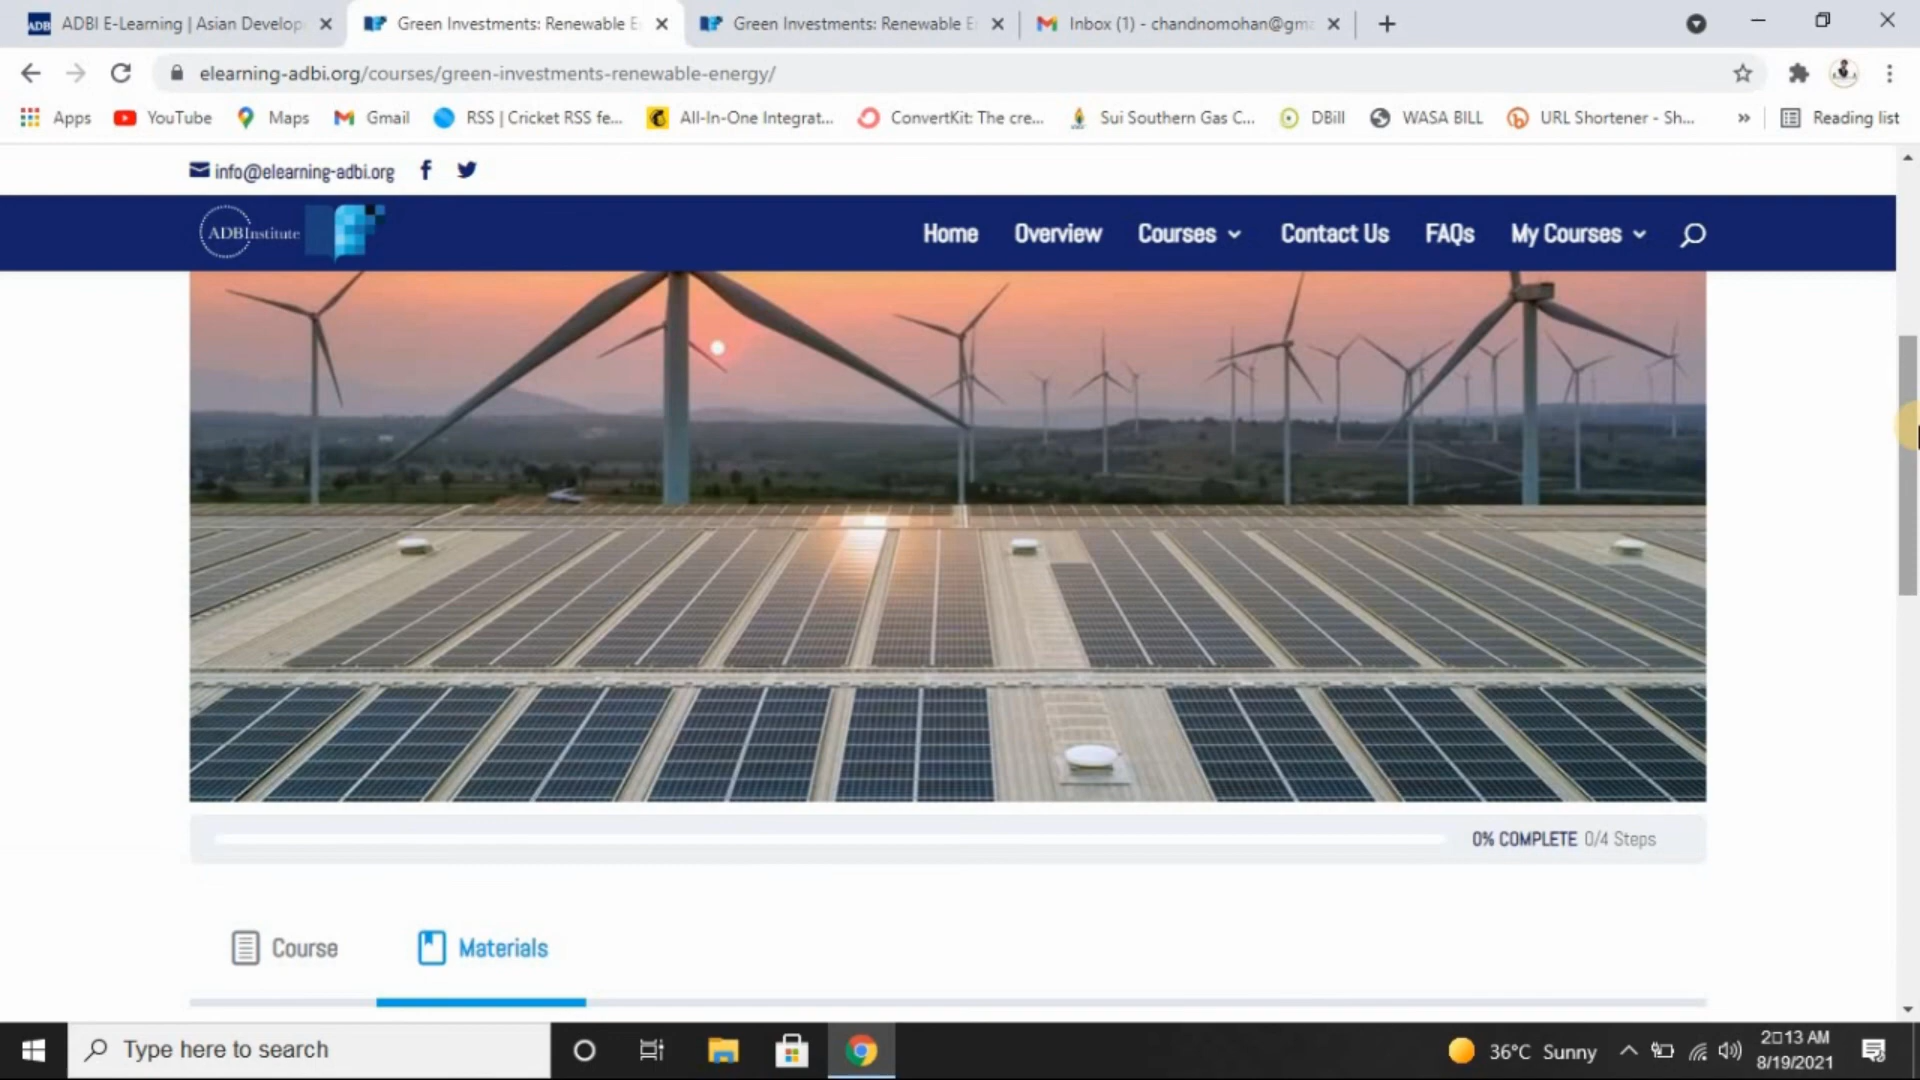 ADBI E-Learning | Asian Develop
Green Investments: Renewable E
Green Investments: Renewable E
Inbox (1) - chandnomohan@gm
elearning-adbi.org/courses/green-investments-renewable-energy/
Apps
YouTube
Maps
Gmail
RSS | Cricket RSS fe...
All-In-One Integrat...
ConvertKit: The cre...
Sui Southern Gas C...
DBill
WASA BILL
URL Shortener - Sh...
»
Reading list
info@elearning-adbi.org
ADBInstitute
Home
Overview
Courses
Contact Us
FAQs
My Courses
0% COMPLETE 0/4 Steps
Course
Materials
Type here to search
36°C Sunny
2□13 AM
8/19/2021